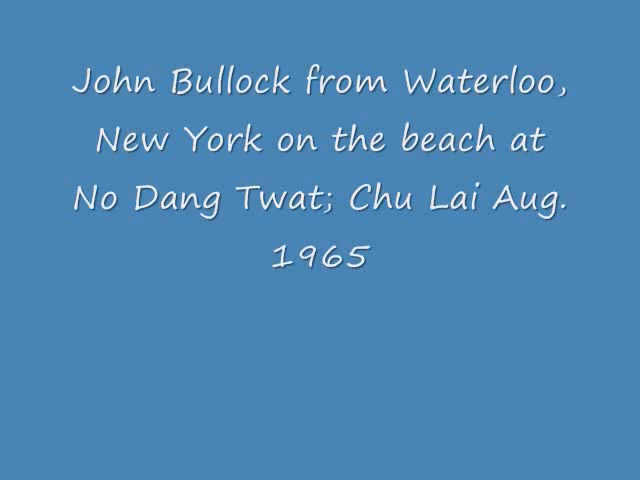 John Bullock from Waterloo,
New York on the beach at
No Dang Twat; Chu Lai Aug.
1965